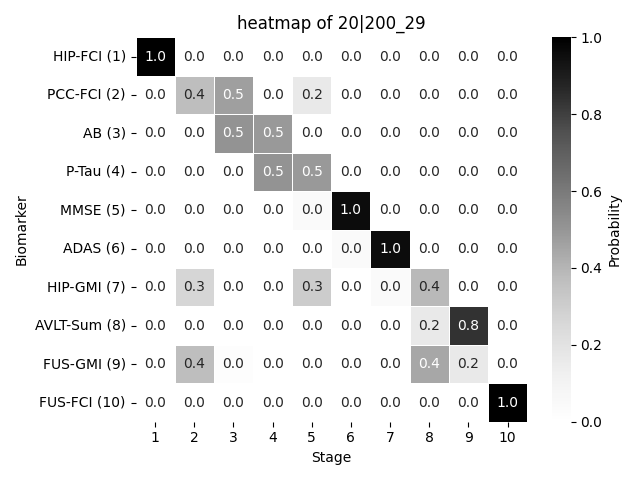 heatmap of 20|200_29
HIP-FCI (1) 1.0 0.0 0.0 0.0 0.0 0.0 0.0 0.0 0.0 0.0
PCC-FCI (2) 0.0 0.4 0.5 0.0 0.2 0.0 0.0 0.0 0.0 0.0
AB (3) 0.0 0.0 0.5 0.5 0.0 0.0 0.0 0.0 0.0 0.0
P-Tau (4) 0.0 0.0 0.0 0.5 0.5 0.0 0.0 0.0 0.0 0.0
MMSE (5) 0.0 0.0 0.0 0.0 0.0 1.0 0.0 0.0 0.0 0.0
ADAS (6) 0.0 0.0 0.0 0.0 0.0 0.0 1.0 0.0 0.0 0.0
HIP-GMI (7) 0.0 0.3 0.0 0.0 0.3 0.0 0.0 0.4 0.0 0.0
AVLT-Sum (8) 0.0 0.0 0.0 0.0 0.0 0.0 0.0 0.2 0.8 0.0
FUS-GMI (9) 0.0 0.4 0.0 0.0 0.0 0.0 0.0 0.4 0.2 0.0
FUS-FCI (10) 0.0 0.0 0.0 0.0 0.0 0.0 0.0 0.0 0.0 1.0
1 2 3 4 5 6 7 8 9 10
Stage
Biomarker
1.0
0.8
0.6
0.4
0.2
0.0
Probability